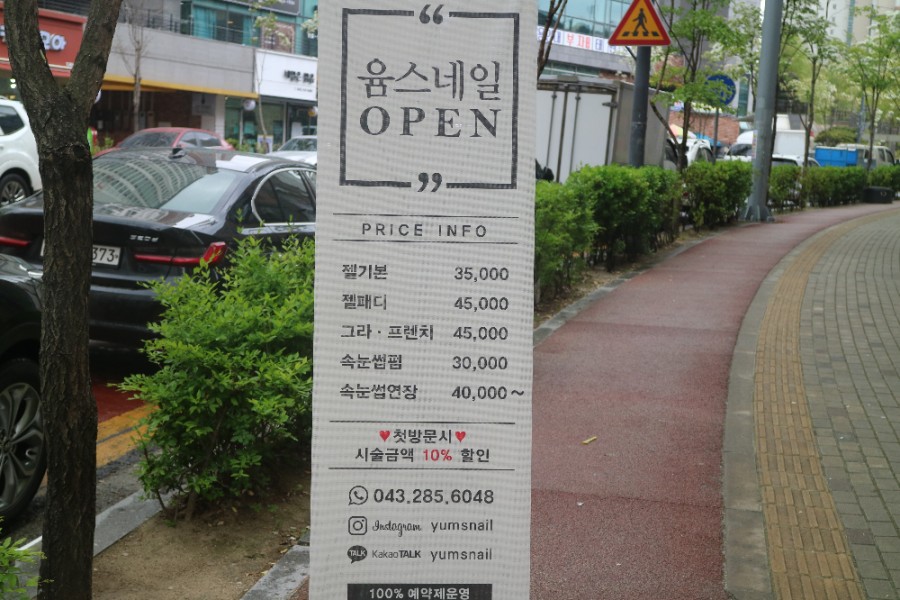 “
윰스네일
OPEN
”
PRICE INFO
젤기본 35,000
젤패디 45,000
그라 · 프렌치 45,000
속눈썹펌 30,000
속눈썹연장 40,000~
♥첫방문시♥
시술금액 10% 할인
043.285.6048
Instagram yumsnail
TALK KakaoTALK yumsnail
100% 예약제운영
373